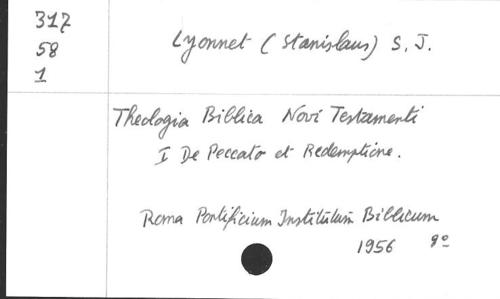 317
58
1
Lyonnet (Stanislaus) S. J.
Theologia Biblica Novi Testamenti
I De Peccato et Redemptione.
Roma Pontificium Institutum Biblicum
1956 8º